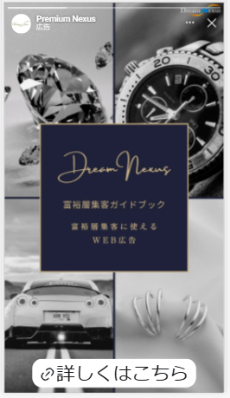 Premium Nexus
広告
Dream Nexus
富裕層集客ガイドブック
富裕層集客に使える
WEB広告
詳しくはこちら